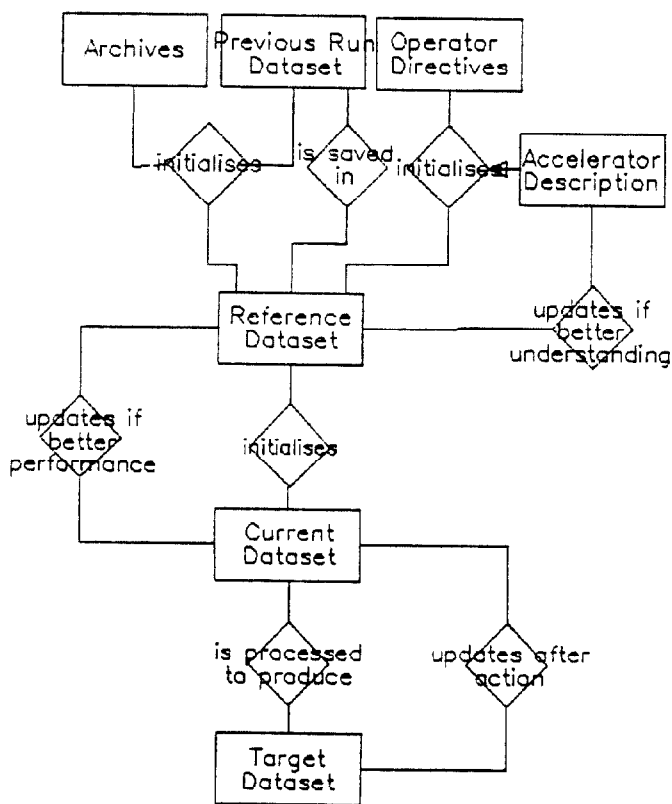 Archives
Previous Run
Dataset
Operator
Directives
initialises
is saved
in
initialises
Accelerator
Description
Reference
Dataset
updates if
better
understanding
updates if
better
performance
initialises
Current
Dataset
is processed
to produce
updates after
action
Target
Dataset